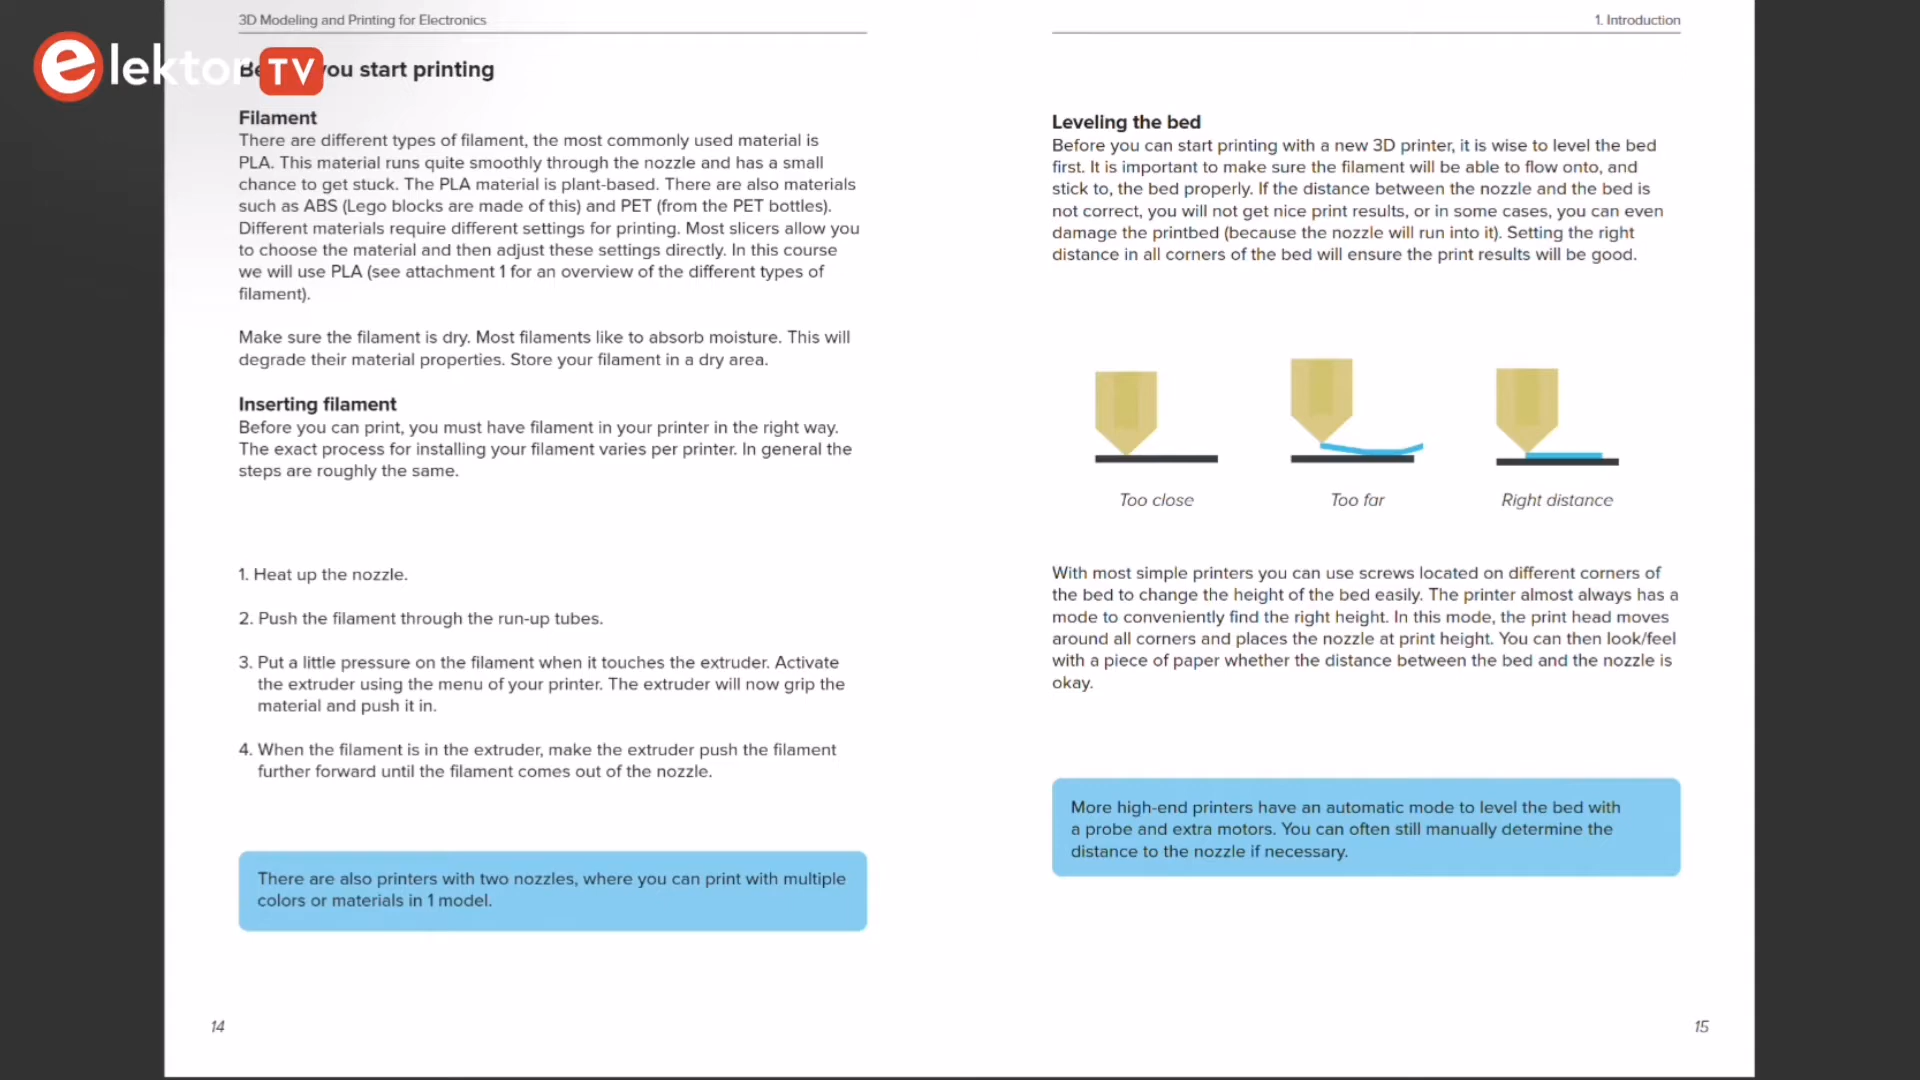 3D Modeling and Printing for Electronics
elektor TV
you start printing
Filament
There are different types of filament, the most commonly used material is
PLA. This material runs quite smoothly through the nozzle and has a small
chance to get stuck. The PLA material is plant-based. There are also materials
such as ABS (Lego blocks are made of this) and PET (from the PET bottles).
Different materials require different settings for printing. Most slicers allow you
to choose the material and then adjust these settings directly. In this course
we will use PLA (see attachment 1 for an overview of the different types of
filament).
Make sure the filament is dry. Most filaments like to absorb moisture. This will
degrade their material properties. Store your filament in a dry area.
Inserting filament
Before you can print, you must have filament in your printer in the right way.
The exact process for installing your filament varies per printer. In general the
steps are roughly the same.
1. Heat up the nozzle.
2. Push the filament through the run-up tubes.
3. Put a little pressure on the filament when it touches the extruder. Activate
the extruder using the menu of your printer. The extruder will now grip the
material and push it in.
4. When the filament is in the extruder, make the extruder push the filament
further forward until the filament comes out of the nozzle.
There are also printers with two nozzles, where you can print with multiple
colors or materials in 1 model.
14
1. Introduction
Leveling the bed
Before you can start printing with a new 3D printer, it is wise to level the bed
first. It is important to make sure the filament will be able to flow onto, and
stick to, the bed properly. If the distance between the nozzle and the bed is
not correct, you will not get nice print results, or in some cases, you can even
damage the printbed (because the nozzle will run into it). Setting the right
distance in all corners of the bed will ensure the print results will be good.
Too close
Too far
Right distance
With most simple printers you can use screws located on different corners of
the bed to change the height of the bed easily. The printer almost always has a
mode to conveniently find the right height. In this mode, the print head moves
around all corners and places the nozzle at print height. You can then look/feel
with a piece of paper whether the distance between the bed and the nozzle is
okay.
More high-end printers have an automatic mode to level the bed with
a probe and extra motors. You can often still manually determine the
distance to the nozzle if necessary.
15